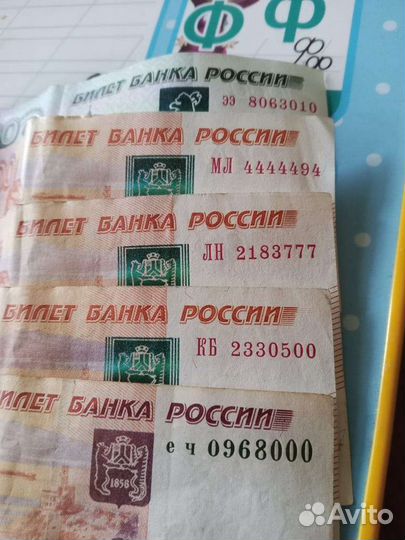 Ф Ф
БИЛЕТ БАНКА РОССИИ
ЭЭ 8063010
БИЛЕТ БАНКА РОССИИ
МЛ 4444494
БИЛЕТ БАНКА РОССИИ
ЛН 2183777
БИЛЕТ БАНКА РОССИИ
КБ 2330500
БИЛЕТ БАНКА РОССИИ
1858
еч 0968000
Avito